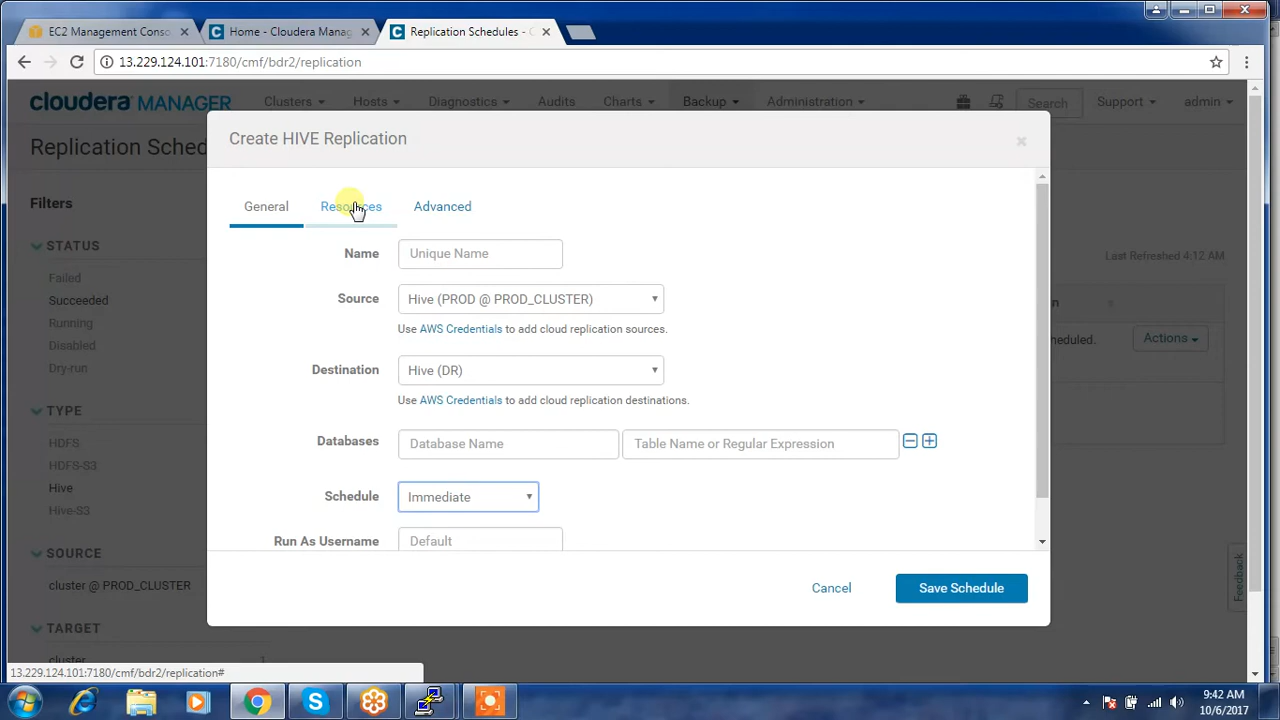 EC2 Management Conso
Home - Cloudera Manag
Replication Schedules - C
13.229.124.101:7180/cmf/bdr2/replication
cloudera MANAGER
Clusters
Hosts
Diagnostics
Audits
Charts
Backup
Administration
Search
Support
admin
Replication Sched
Create HIVE Replication
Filters
STATUS
Failed
Succeeded
Running
Disabled
Dry-run
TYPE
HDFS
HDFS-S3
Hive
Hive-S3
SOURCE
cluster @ PROD_CLUSTER
TARGET
cluster
General
Resources
Advanced
Name
Unique Name
Source
Hive (PROD @ PROD_CLUSTER)
Use AWS Credentials to add cloud replication sources.
Destination
Hive (DR)
Use AWS Credentials to add cloud replication destinations.
Databases
Database Name
Table Name or Regular Expression
Schedule
Immediate
Run As Username
Default
Cancel
Save Schedule
Last Refreshed 4:12 AM
n
heduled.
Actions
Feedback
13.229.124.101:7180/cmf/bdr2/replication#
9:42 AM
10/6/2017